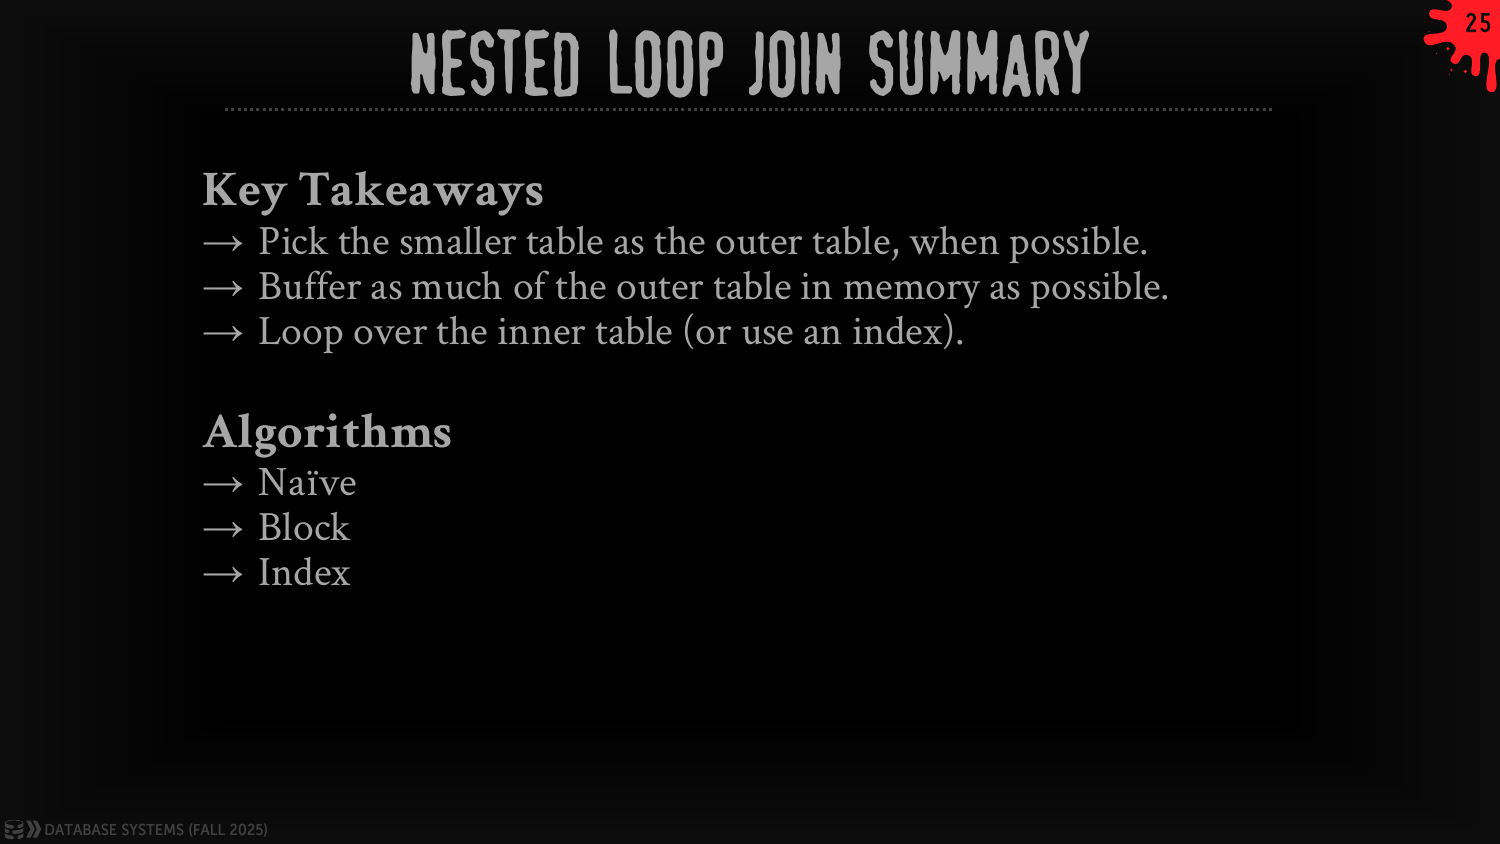 25
NESTED LOOP JOIN SUMMARY
Key Takeaways
→ Pick the smaller table as the outer table, when possible.
→ Buffer as much of the outer table in memory as possible.
→ Loop over the inner table (or use an index).
Algorithms
→ Naïve
→ Block
→ Index
DATABASE SYSTEMS (FALL 2025)